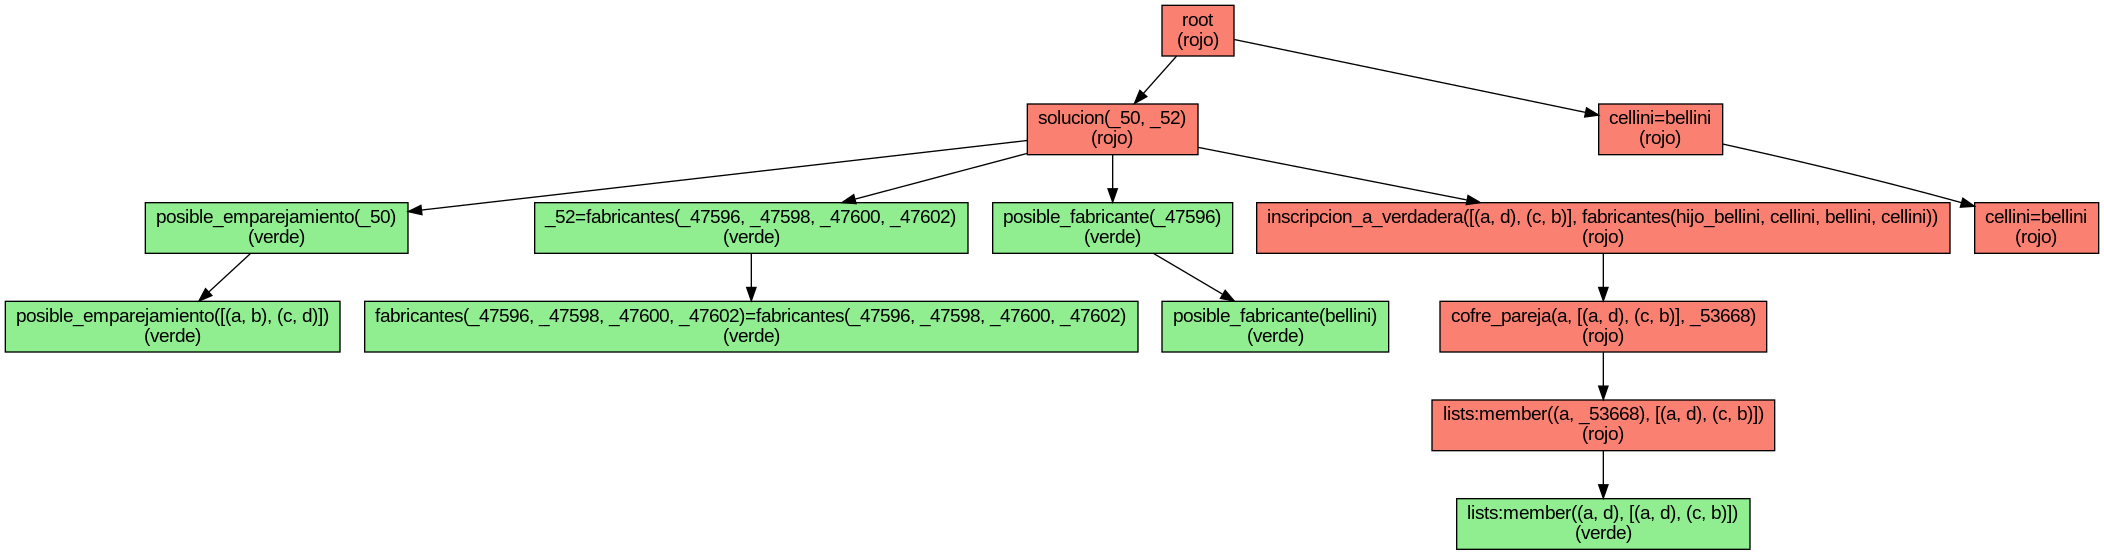 root
(rojo)
solucion(_50, _52)
(rojo)
cellini=bellini
(rojo)
posible_emparejamiento(_50)
(verde)
_52=fabricantes(_47596, _47598, _47600, _47602)
(verde)
posible_fabricante(_47596)
(verde)
inscripcion_a_verdadera([(a, d), (c, b)], fabricantes(hijo_bellini, cellini, bellini, cellini))
(rojo)
cellini=bellini
(rojo)
posible_emparejamiento([(a, b), (c, d)])
(verde)
fabricantes(_47596, _47598, _47600, _47602)=fabricantes(_47596, _47598, _47600, _47602)
(verde)
posible_fabricante(bellini)
(verde)
cofre_pareja(a, [(a, d), (c, b)], _53668)
(rojo)
lists:member((a, _53668), [(a, d), (c, b)])
(rojo)
lists:member((a, d), [(a, d), (c, b)])
(verde)